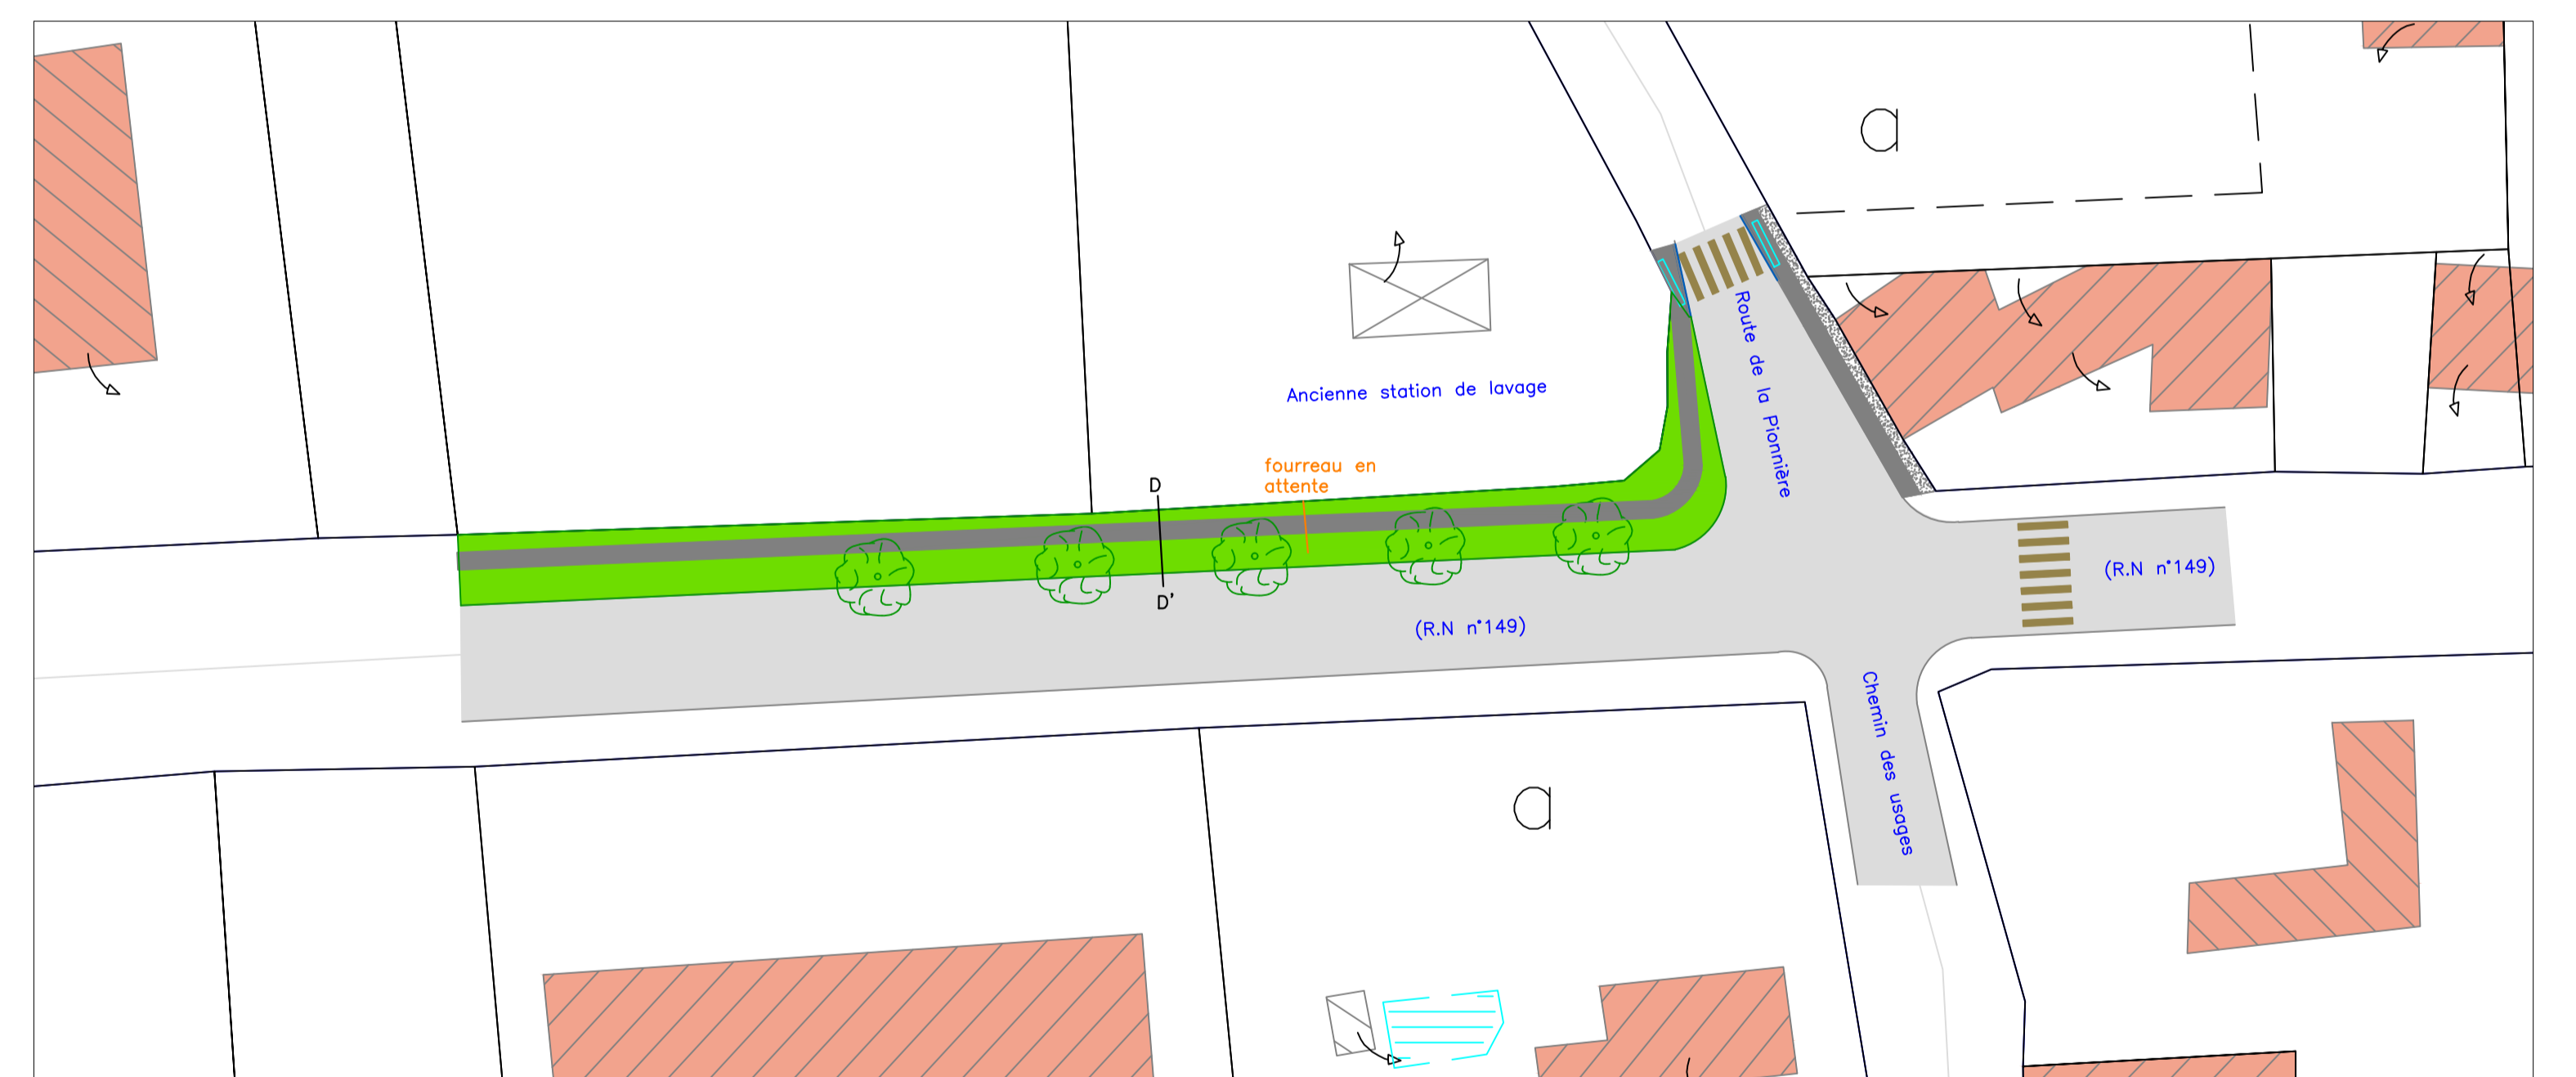 a
Route de la Pionnière
Ancienne station de lavage
fourreau en
attente
D
D'
(R.N n°149)
(R.N n°149)
Chemin des usages
a